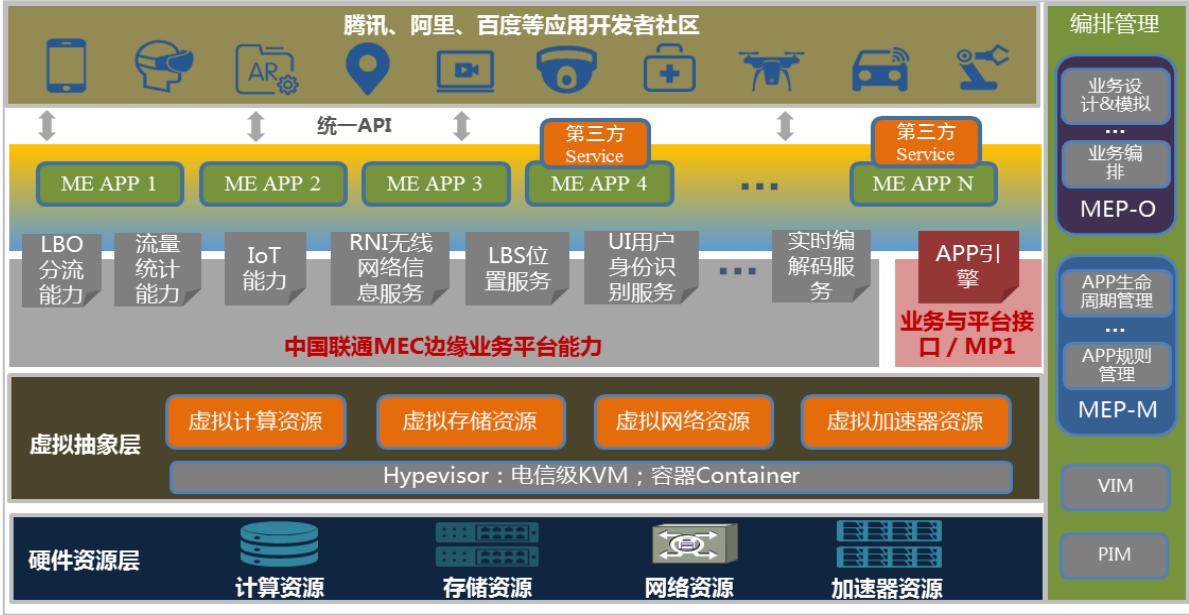 腾讯、阿里、百度等应用开发者社区
AR
统一API
第三方
Service
第三方
Service
ME APP 1
ME APP 2
ME APP 3
ME APP 4
...
ME APP N
LBO
分流
能力
流量
统计
能力
IoT
能力
RNI无线
网络信
息服务
LBS位
置服务
UI用户
身份识
别服务
...
实时编
解码服
务
APP引
擎
中国联通MEC边缘业务平台能力
业务与平台接
口 / MP1
虚拟抽象层
虚拟计算资源
虚拟存储资源
虚拟网络资源
虚拟加速器资源
Hypevisor：电信级KVM；容器Container
硬件资源层
计算资源
存储资源
网络资源
加速器资源
编排管理
业务设
计&模拟
...
业务编
排
MEP-O
APP生命
周期管理
...
APP规则
管理
MEP-M
VIM
PIM